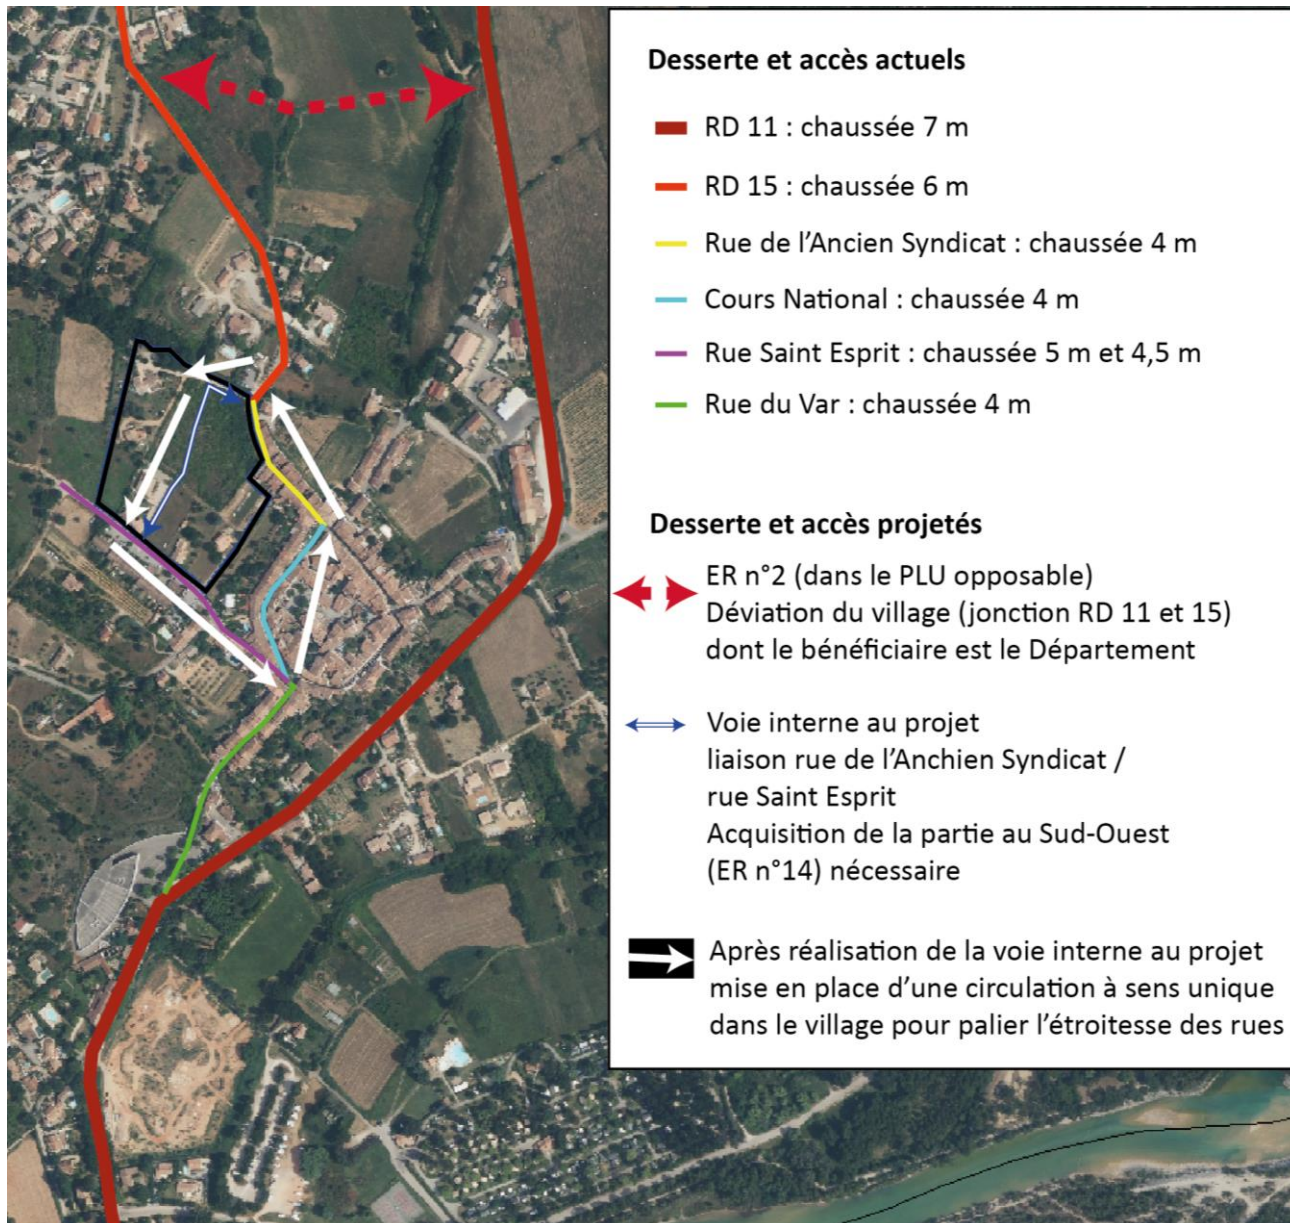 Desserte et accès actuels
RD 11 : chaussée 7 m
RD 15 : chaussée 6 m
Rue de l’Ancien Syndicat : chaussée 4 m
Cours National : chaussée 4 m
Rue Saint Esprit : chaussée 5 m et 4,5 m
Rue du Var : chaussée 4 m
Desserte et accès projetés
ER n°2 (dans le PLU opposable)
Déviation du village (jonction RD 11 et 15)
dont le bénéficiaire est le Département
Voie interne au projet
liaison rue de l’Anchien Syndicat /
rue Saint Esprit
Acquisition de la partie au Sud-Ouest
(ER n°14) nécessaire
Après réalisation de la voie interne au projet
mise en place d’une circulation à sens unique
dans le village pour palier l’étroitesse des rues